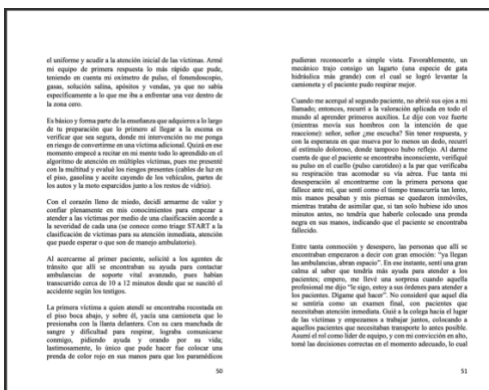 el uniforme y acudir a la atención inicial de las víctimas. Armé
mi equipo de primera respuesta lo más rápido que pude,
teniendo en cuenta mi oxímetro de pulso, el fonendoscopio,
gasas, solución salina, apósitos y vendas, ya que no sabía
específicamente a lo que me iba a enfrentar una vez dentro de
la zona cero.
Es básico y forma parte de la enseñanza que adquieres a lo largo
de tu preparación que lo primero al llegar a la escena es
verificar que sea segura, donde mi intervención no me ponga
en riesgo de convertirme en una víctima adicional. Quizá en ese
momento empecé a recitar en mi mente todo lo aprendido en el
algoritmo de atención en múltiples víctimas, pues me presenté
con la multitud y evalué los riesgos presentes (cables de luz en
el piso, gasolina y aceite cayendo de los vehículos, partes de
los autos y la moto esparcidos junto a los restos de vidrio).
Con el corazón lleno de miedo, decidí armarme de valor y
confiar plenamente en mis conocimientos para empezar a
atender a las víctimas por medio de una clasificación acorde a
la severidad de cada una (se conoce como triage START a la
clasificación de víctimas para su atención inmediata, atención
que puede esperar o que son de manejo ambulatorio).
Al acercarme al primer paciente, solicité a los agentes de
tránsito que allí se encontraban su ayuda para contactar
ambulancias de soporte vital avanzado, pues habían
transcurrido cerca de 10 a 12 minutos desde que se suscitó el
accidente según los testigos.
La primera víctima a quien atendí se encontraba recostada en
el piso boca abajo, y sobre él, yacía una camioneta que lo
presionaba con la llanta delantera. Con su cara manchada de
sangre y dificultad para respirar, lograba comunicarse
conmigo, pidiendo ayuda y orando por su vida;
lastimosamente, lo único que pude hacer fue colocar una
prenda de color rojo en sus manos para que los paramédicos
50
pudieran reconocerlo a simple vista. Favorablemente, un
mecánico trajo consigo un lagarto (una especie de gata
hidráulica más grande) con el cual se logró levantar la
camioneta y el paciente pudo respirar mejor.
Cuando me acerqué al segundo paciente, no abrió sus ojos a mi
llamado; entonces, recurrí a la valoración aplicada en todo el
mundo al aprender primeros auxilios. Le dije con voz fuerte
(mientras movía sus hombros con la intención de que
reaccione): señor, señor ¿me escucha? Sin tener respuesta, y
con la esperanza en que mueva por lo menos un dedo, recurrí
al estímulo doloroso, donde tampoco hubo reflejo. Al darme
cuenta de que el paciente se encontraba inconsciente, verifiqué
su pulso en el cuello (pulso carotídeo) a la par que verificaba
su respiración tras acomodar su vía aérea. Fue tanta mi
desesperación al encontrarme con la primera persona que
fallece ante mí, que sentí como el tiempo transcurría tan lento,
mis manos pesaban y mis piernas se quedaron inmóviles,
mientras trataba de asimilar que, si tan solo hubiese ido unos
minutos antes, no tendría que haberle colocado una prenda
negra en sus manos, indicando que el paciente se encontraba
fallecido.
Entre tanta conmoción y desespero, las personas que allí se
encontraban empezaron a decir con gran emoción: "ya llegan
las ambulancias, abran espacio". En ese instante, sentí una gran
calma al saber que tendría más ayuda para atender a los
pacientes; empero, me llevé una sorpresa cuando aquella
profesional me dijo "le sigo, estoy a sus órdenes para atender a
los pacientes. Dígame qué hacer". No consideré que aquel día
se sentiría como un examen final, con pacientes que
necesitaban atención inmediata. Guié a la colega hacia el lugar
de las víctimas y empezamos a trabajar juntos, colocando a
aquellos pacientes que necesitaban transporte lo antes posible.
Asumí el rol como líder de equipo, y con mi convicción en alto,
tomé las decisiones correctas en el momento adecuado, lo cual
51